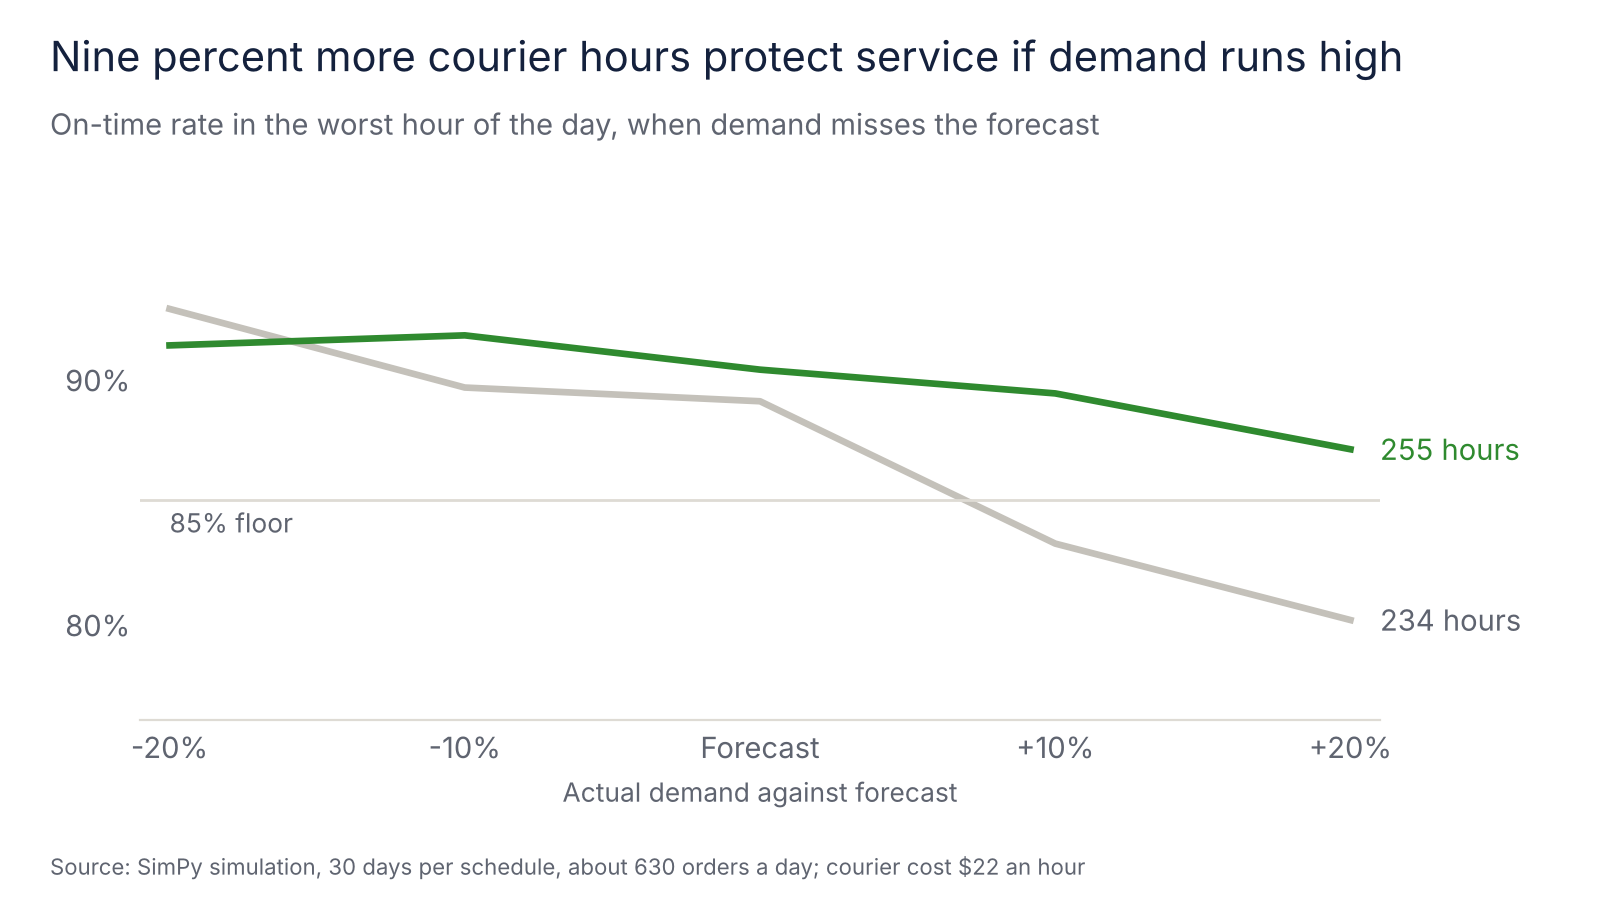 Nine percent more courier hours protect service if demand runs high
On-time rate in the worst hour of the day, when demand misses the forecast
90%
255 hours
85% floor
80%
234 hours
-20%
-10%
Forecast
+10%
+20%
Actual demand against forecast
Source: SimPy simulation, 30 days per schedule, about 630 orders a day; courier cost $22 an hour